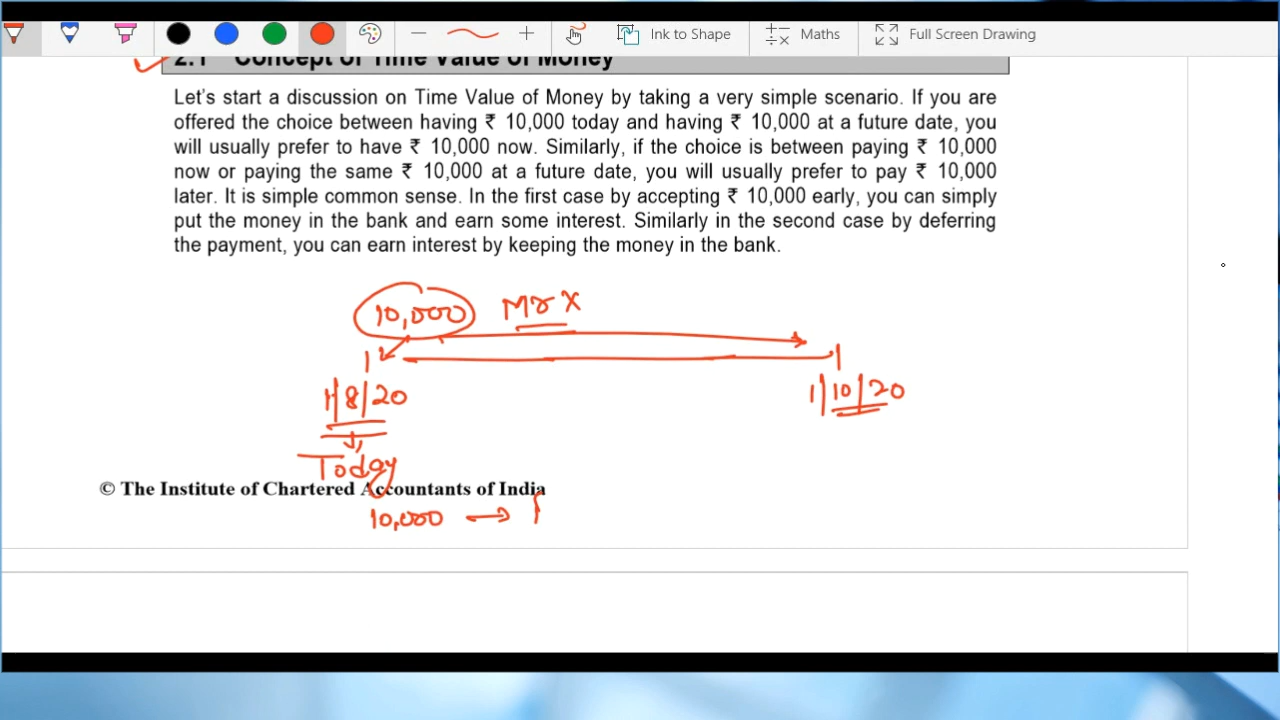 Ink to Shape
Maths
Full Screen Drawing
2.1 Concept of Time Value of Money
Let's start a discussion on Time Value of Money by taking a very simple scenario. If you are
offered the choice between having ₹ 10,000 today and having ₹ 10,000 at a future date, you
will usually prefer to have ₹ 10,000 now. Similarly, if the choice is between paying ₹ 10,000
now or paying the same ₹ 10,000 at a future date, you will usually prefer to pay ₹ 10,000
later. It is simple common sense. In the first case by accepting ₹ 10,000 early, you can simply
put the money in the bank and earn some interest. Similarly in the second case by deferring
the payment, you can earn interest by keeping the money in the bank.
10,000 Mr X
1/8/20
1/10/20
Today
© The Institute of Chartered Accountants of India
10,000 →